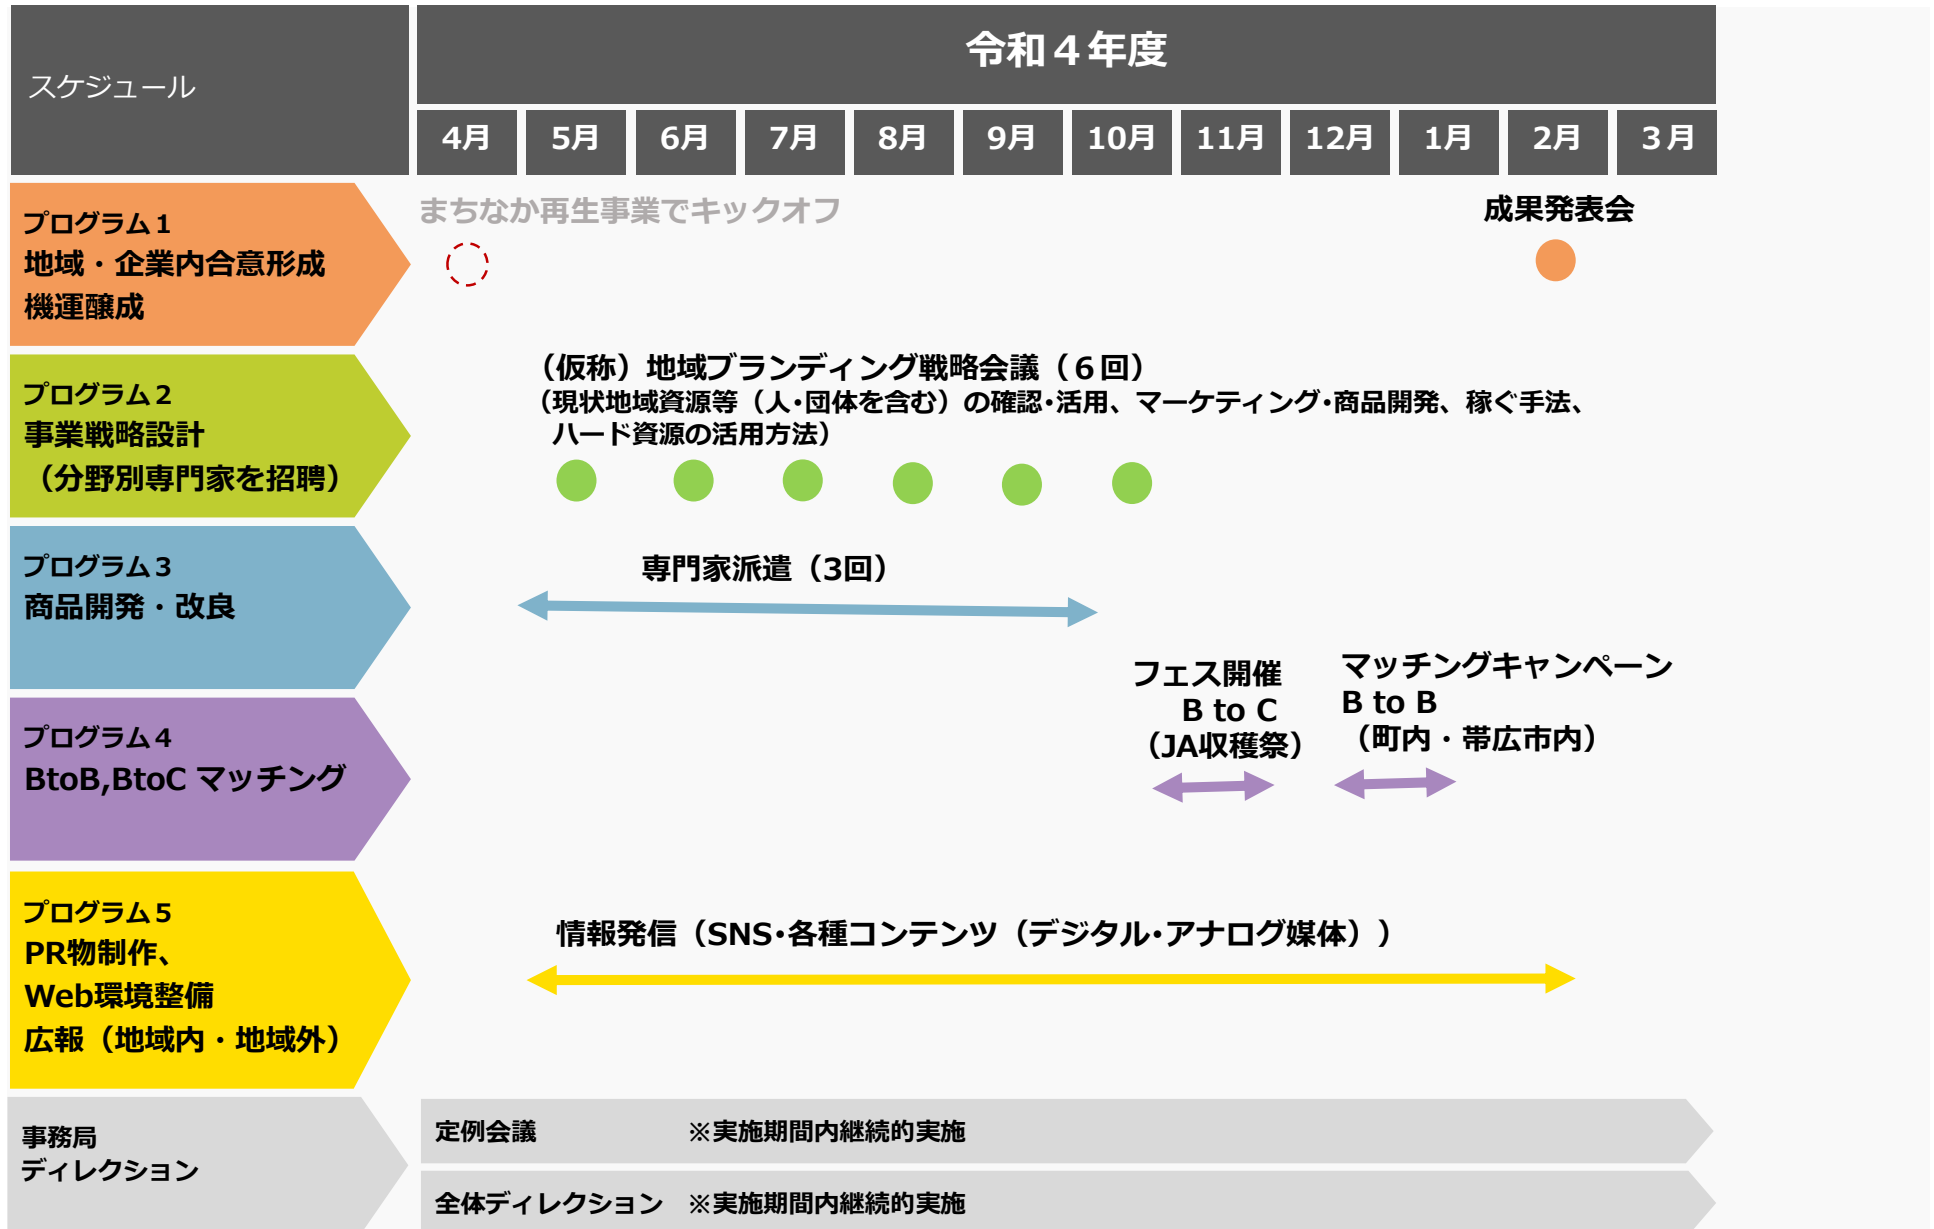 スケジュール
令和４年度
4月 5月 6月 7月 8月 9月 10月 11月 12月 1月 2月 ３月
プログラム１
地域・企業内合意形成
機運醸成
まちなか再生事業でキックオフ
成果発表会
プログラム２
事業戦略設計
（分野別専門家を招聘）
（仮称）地域ブランディング戦略会議（６回）
（現状地域資源等（人・団体を含む）の確認・活用、マーケティング・商品開発、稼ぐ手法、
ハード資源の活用方法）
プログラム３
商品開発・改良
専門家派遣（3回）
プログラム４
BtoB,BtoC マッチング
フェス開催
B to C
（JA収穫祭）
マッチングキャンペーン
B to B
（町内・帯広市内）
プログラム５
PR物制作、
Web環境整備
広報（地域内・地域外）
情報発信（SNS・各種コンテンツ（デジタル・アナログ媒体））
事務局
ディレクション
定例会議 ※実施期間内継続的実施
全体ディレクション ※実施期間内継続的実施